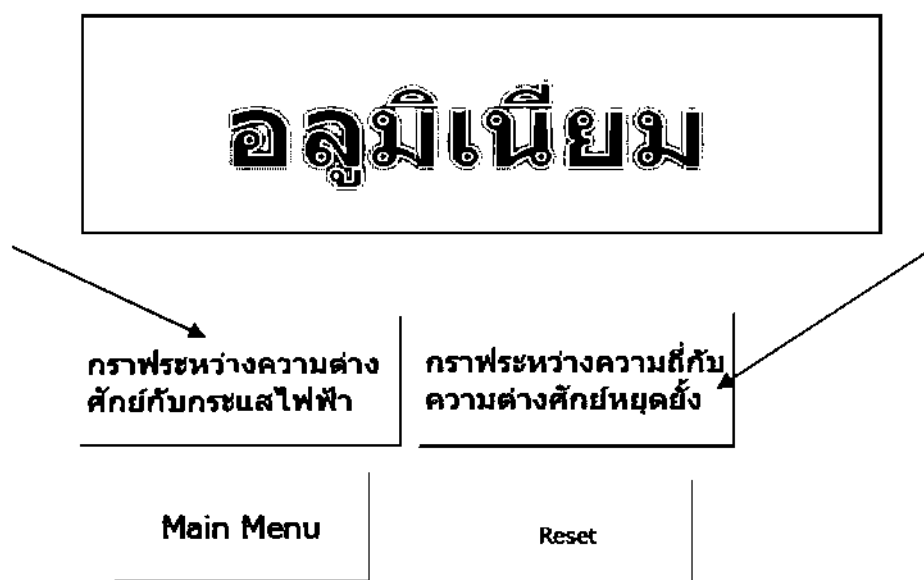 อลูมิเนียม
กราฟระหว่างความต่าง
ศักย์กับกระแสไฟฟ้า
กราฟระหว่างความถี่กับ
ความต่างศักย์หยุดยั้ง
Main Menu
Reset